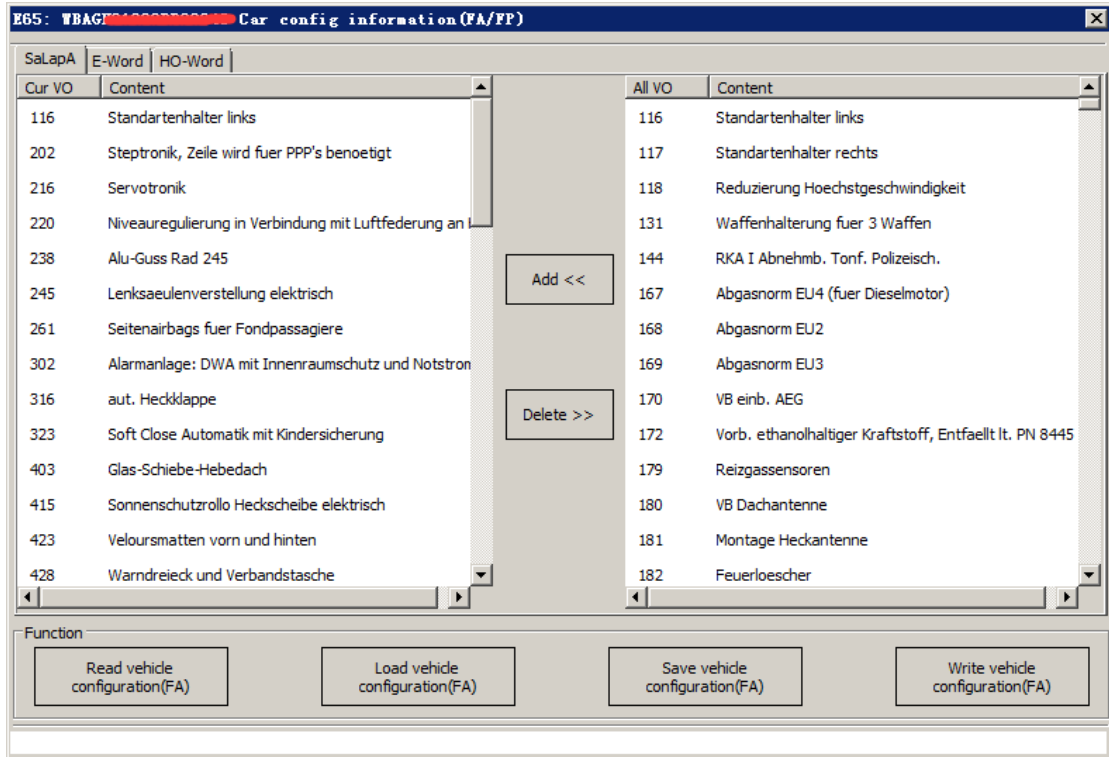 E65: Car config information(FA/FP)
SaLapA E-Word HO-Word
Cur VO Content
116 Standartenhalter links
202 Steptronik, Zeile wird fuer PPP's benoetigt
216 Servotronik
220 Niveauregulierung in Verbindung mit Luftfederung an
238 Alu-Guss Rad 245
245 Lenksaeulenverstellung elektrisch
261 Seitenairbags fuer Fondpassagiere
302 Alarmanlage: DWA mit Innenraumschutz und Notstrom
316 aut. Heckklappe
323 Soft Close Automatik mit Kindersicherung
403 Glas-Schiebe-Hebedach
415 Sonnenschutzrollo Heckscheibe elektrisch
423 Veloursmatten vorn und hinten
428 Warndreieck und Verbandstasche
Add <<
Delete >>
All VO Content
116 Standartenhalter links
117 Standartenhalter rechts
118 Reduzierung Hoechstgeschwindigkeit
131 Waffenhalterung fuer 3 Waffen
144 RKA I Abnehmb. Tonf. Polizeisch.
167 Abgasnorm EU4 (fuer Dieselmotor)
168 Abgasnorm EU2
169 Abgasnorm EU3
170 VB einb. AEG
172 Vorb. ethanolhaltiger Kraftstoff, Entfaellt lt. PN 8445
179 Reizgassensoren
180 VB Dachantenne
181 Montage Heckantenne
182 Feuerloescher
Function
Read vehicle
configuration(FA)
Load vehicle
configuration(FA)
Save vehicle
configuration(FA)
Write vehicle
configuration(FA)